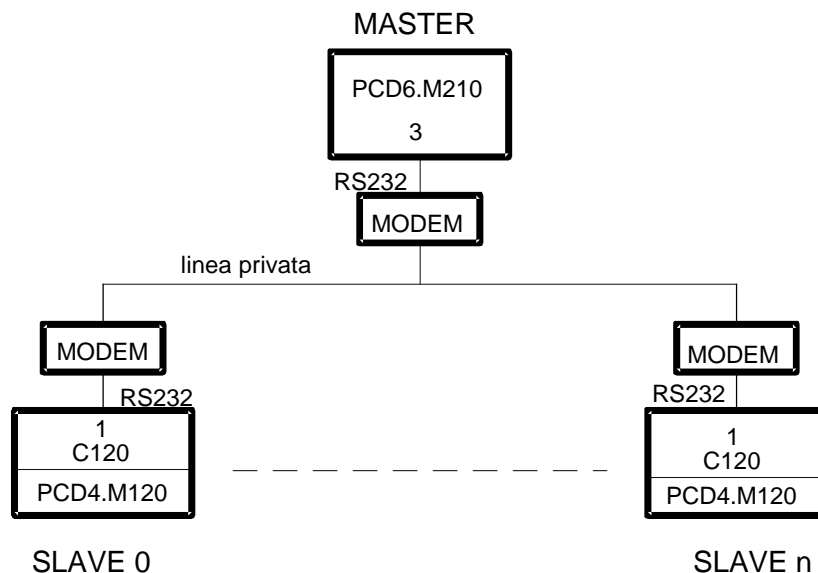 MASTER
PCD6.M210
3
RS232
MODEM
linea privata
MODEM
MODEM
RS232
RS232
1
C120
PCD4.M120
1
C120
PCD4.M120
SLAVE 0
SLAVE n